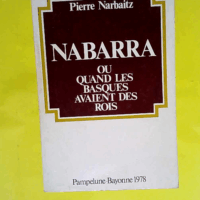 Pierre Narbaitz
NABARRA
OU
QUAND LES
BASQUES
AVAIENT DES
ROIS
Pampelune-Bayonne 1978